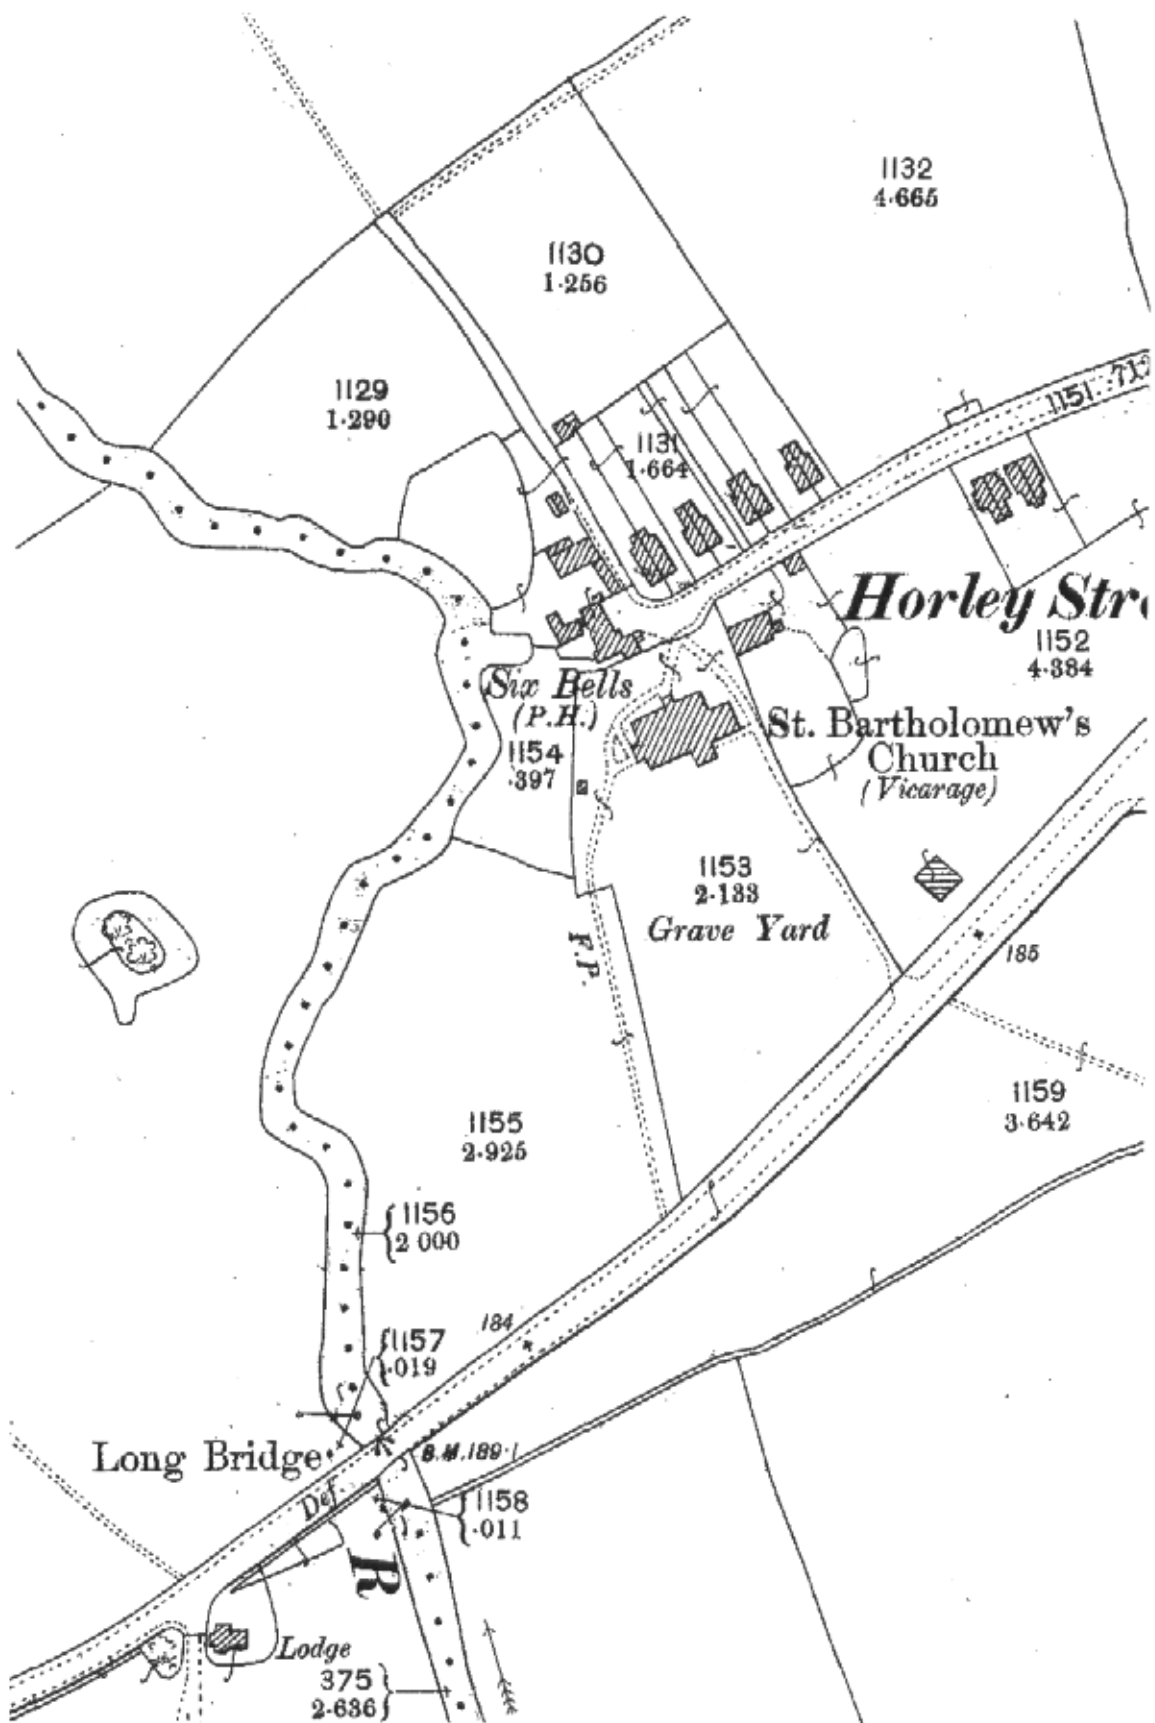 1132
4·665
1130
1·256
1129
1·290
1151
1131
1·664
Horley Str
1152
4·384
Six Bells
(P.H.)
1154
·397
St. Bartholomew's
Church
(Vicarage)
1153
2·133
Grave Yard
F.P.
185
1159
3·642
1155
2·925
1156
2 000
184
1157
·019
Long Bridge
B.M. 189·1
Def
1158
·011
R
Lodge
375
2·636